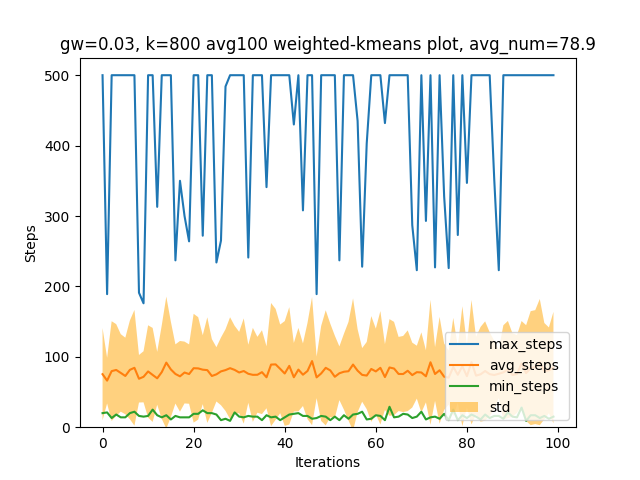 gw=0.03, k=800 avg100 weighted-kmeans plot, avg_num=78.9
500
400
300
200
100
0
Steps
max_steps
avg_steps
min_steps
std
0
20
40
60
80
100
Iterations